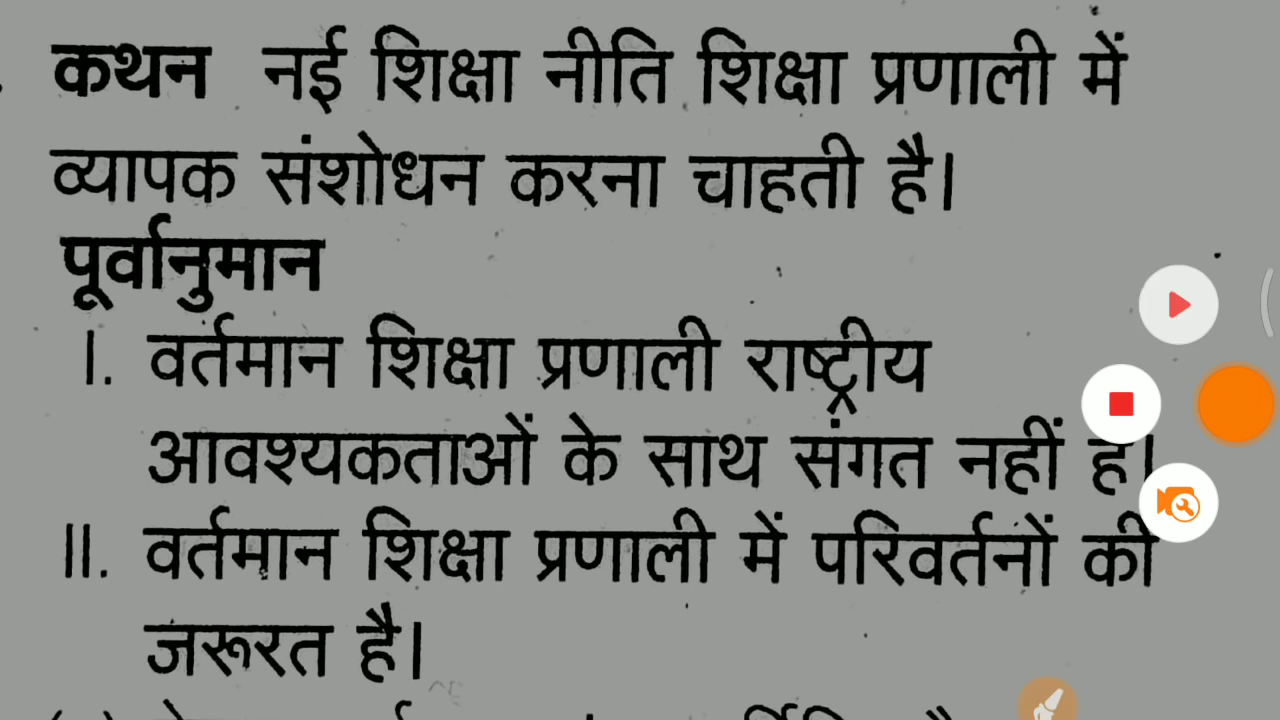 कथन नई शिक्षा नीति शिक्षा प्रणाली में
व्यापक संशोधन करना चाहती है।
पूर्वानुमान
I. वर्तमान शिक्षा प्रणाली राष्ट्रीय
आवश्यकताओं के साथ संगत नहीं है।
II. वर्तमान शिक्षा प्रणाली में परिवर्तनों की
जरूरत है।